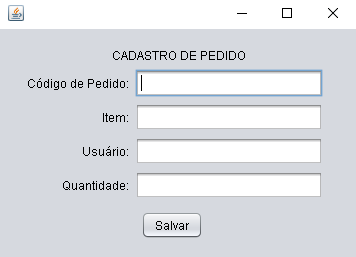 CADASTRO DE PEDIDO
Código de Pedido:
Item:
Usuário:
Quantidade:
Salvar